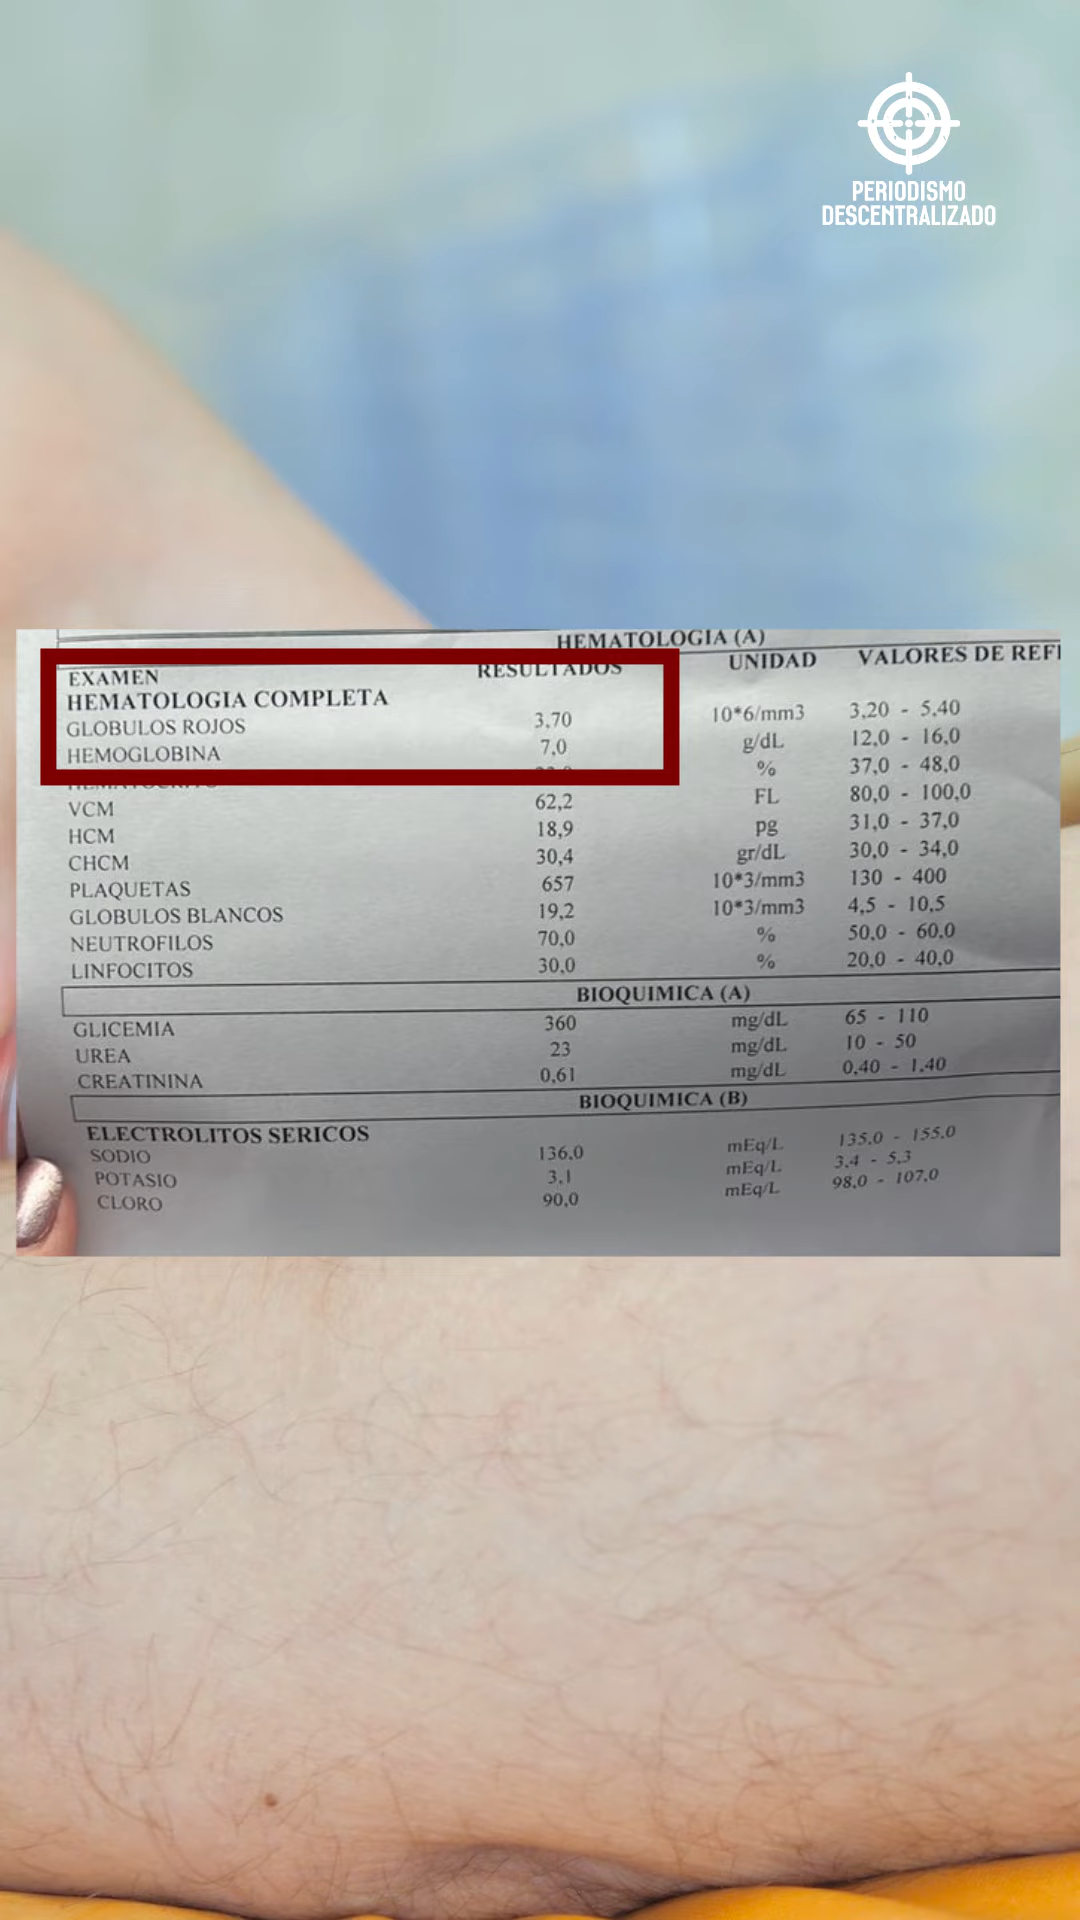 PERIODISMO
DESCENTRALIZADO
HEMATOLOGIA (A)
EXAMEN RESULTADOS UNIDAD VALORES DE REFE
HEMATOLOGIA COMPLETA
GLOBULOS ROJOS 3,70 10*6/mm3 3,20 - 5,40
HEMOGLOBINA 7,0 g/dL 12,0 - 16,0
% 37,0 - 48,0
VCM 62,2 FL 80,0 - 100,0
HCM 18,9 pg 31,0 - 37,0
CHCM 30,4 gr/dL 30,0 - 34,0
PLAQUETAS 657 10*3/mm3 130 - 400
GLOBULOS BLANCOS 19,2 10*3/mm3 4,5 - 10,5
NEUTROFILOS 70,0 % 50,0 - 60,0
LINFOCITOS 30,0 % 20,0 - 40,0
BIOQUIMICA (A)
GLICEMIA 360 mg/dL 65 - 110
UREA 23 mg/dL 10 - 50
CREATININA 0,61 mg/dL 0,40 - 1,40
BIOQUIMICA (B)
ELECTROLITOS SERICOS
SODIO 136,0 mEq/L 135,0 - 155,0
POTASIO 3,1 mEq/L 3,4 - 5,3
CLORO 90,0 mEq/L 98,0 - 107,0